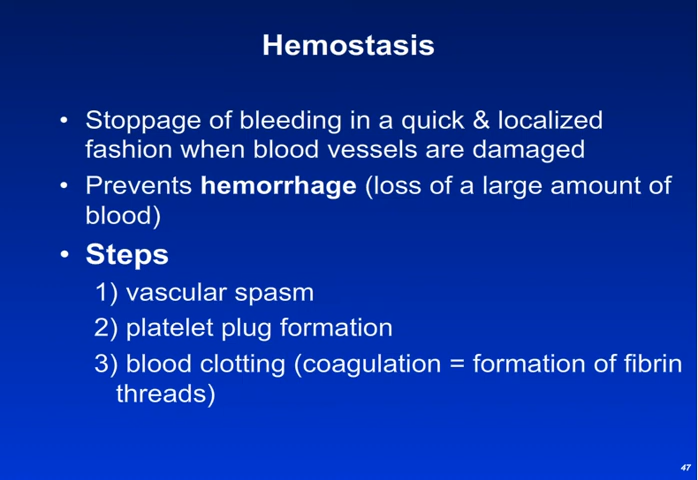 Hemostasis
• Stoppage of bleeding in a quick & localized
fashion when blood vessels are damaged
• Prevents hemorrhage (loss of a large amount of
blood)
• Steps
1) vascular spasm
2) platelet plug formation
3) blood clotting (coagulation = formation of fibrin
threads)
47